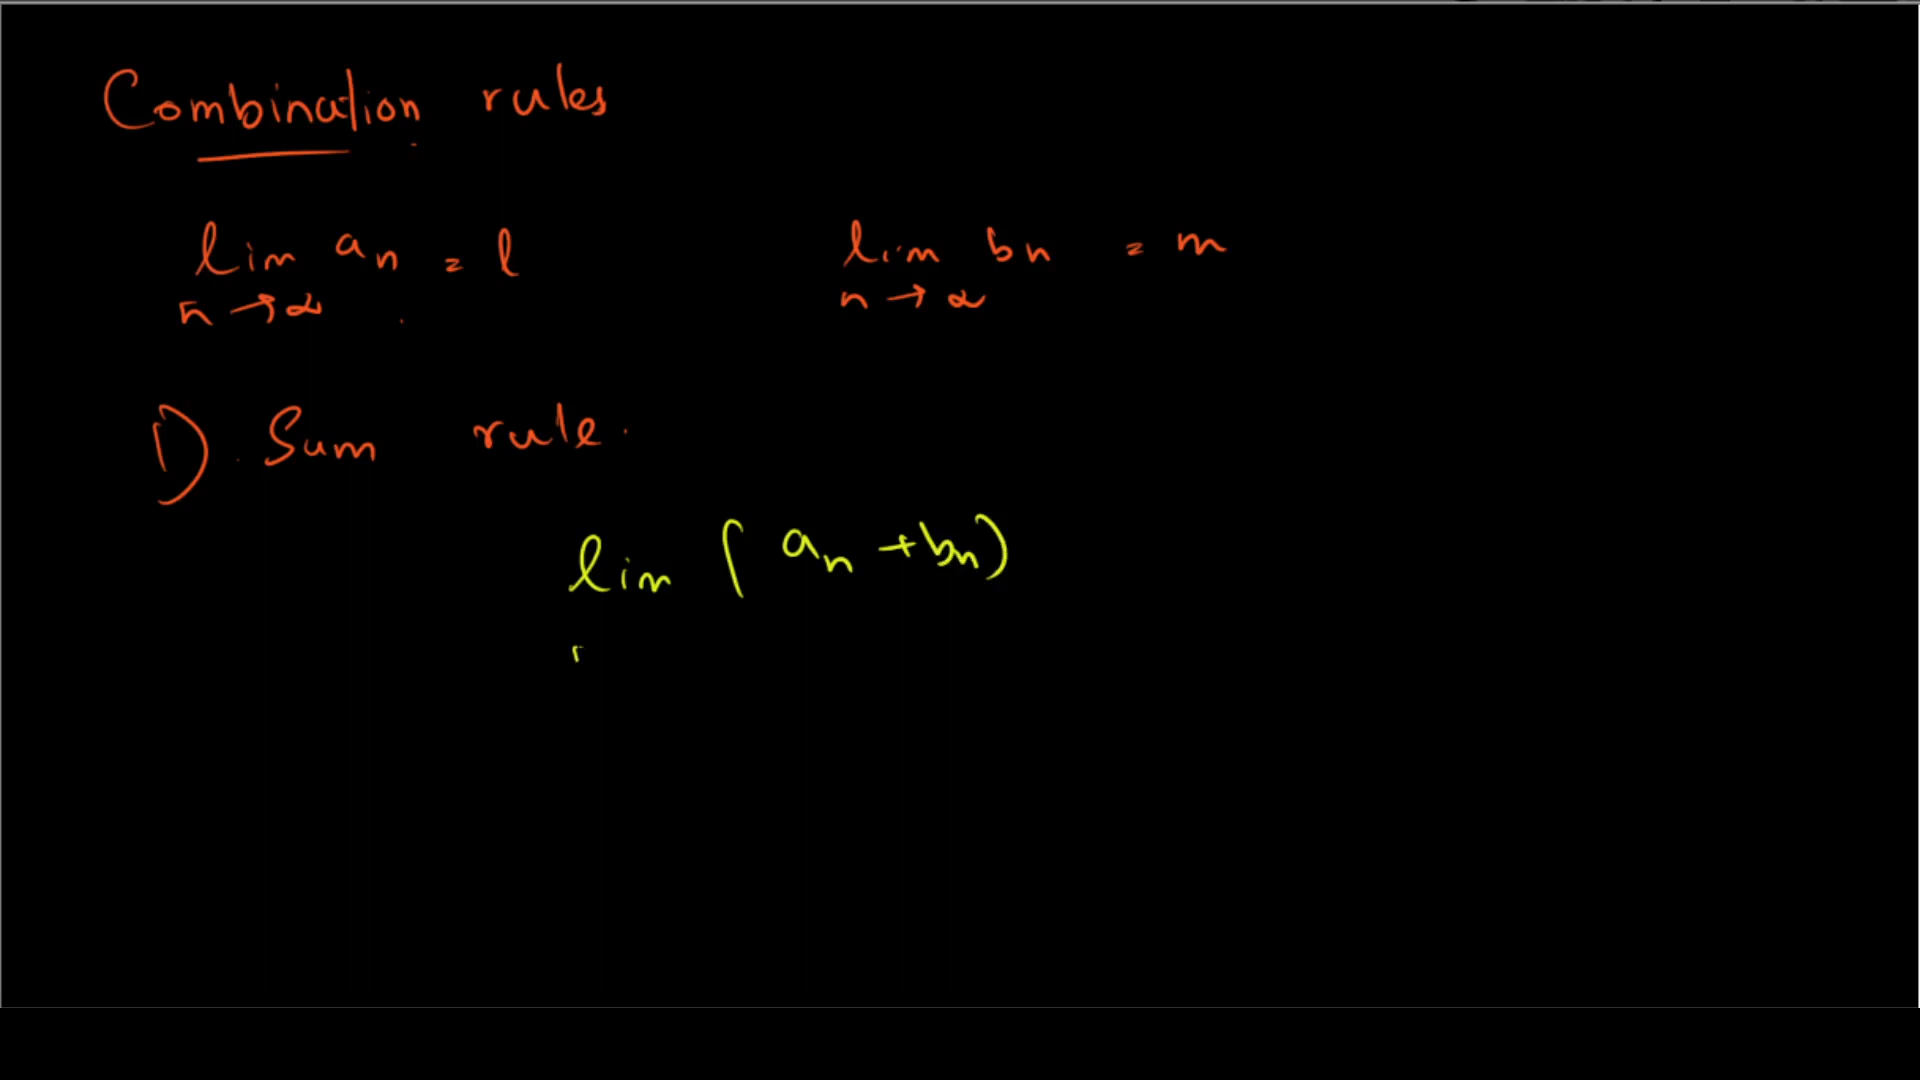 Combination rules
lim aₙ = l lim bₙ = m
n → ∞ n → ∞
1). Sum rule.
lim (aₙ + bₙ)